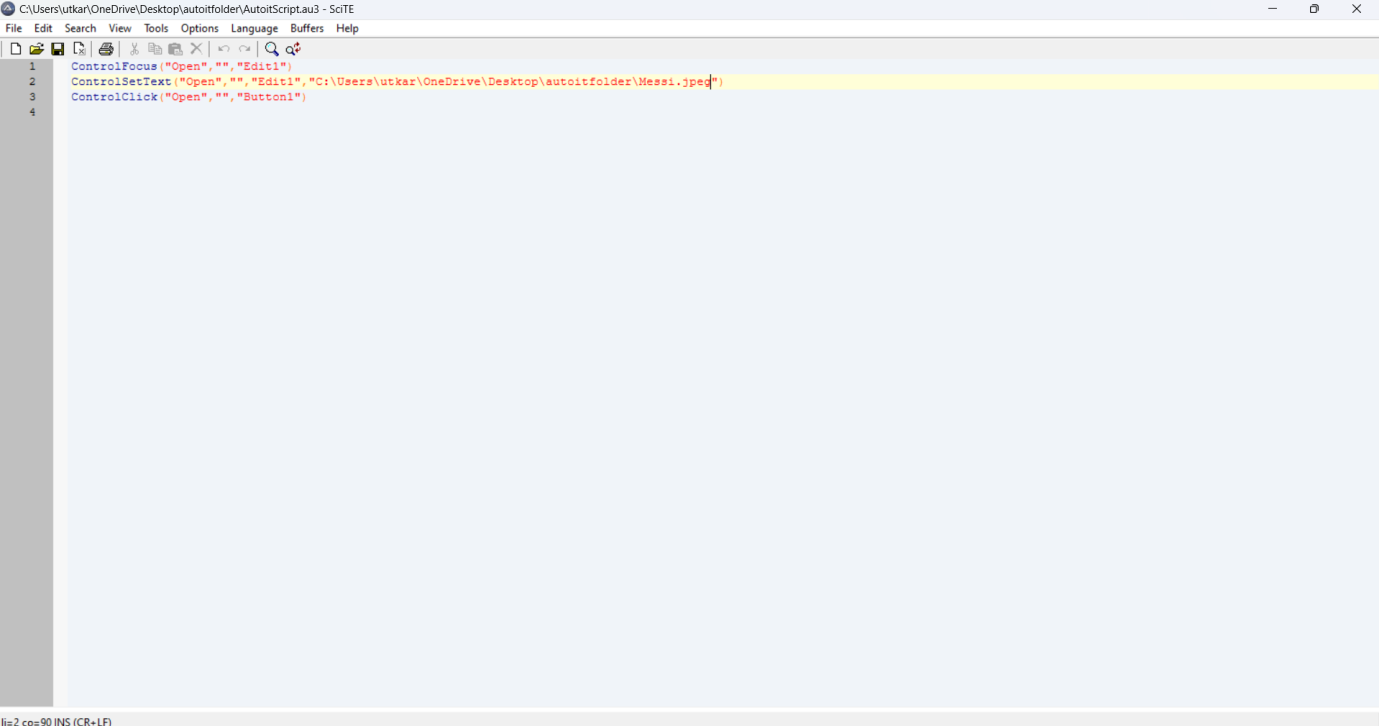 C:\Users\utkar\OneDrive\Desktop\autoitfolder\AutoitScript.au3 - SciTE
File Edit Search View Tools Options Language Buffers Help
1 ControlFocus("Open","","Edit1")
2 ControlSetText("Open","","Edit1","C:\Users\utkar\OneDrive\Desktop\autoitfolder\Messi.jpeg")
3 ControlClick("Open","","Button1")
4
li=2 co=90 INS (CR+LF)